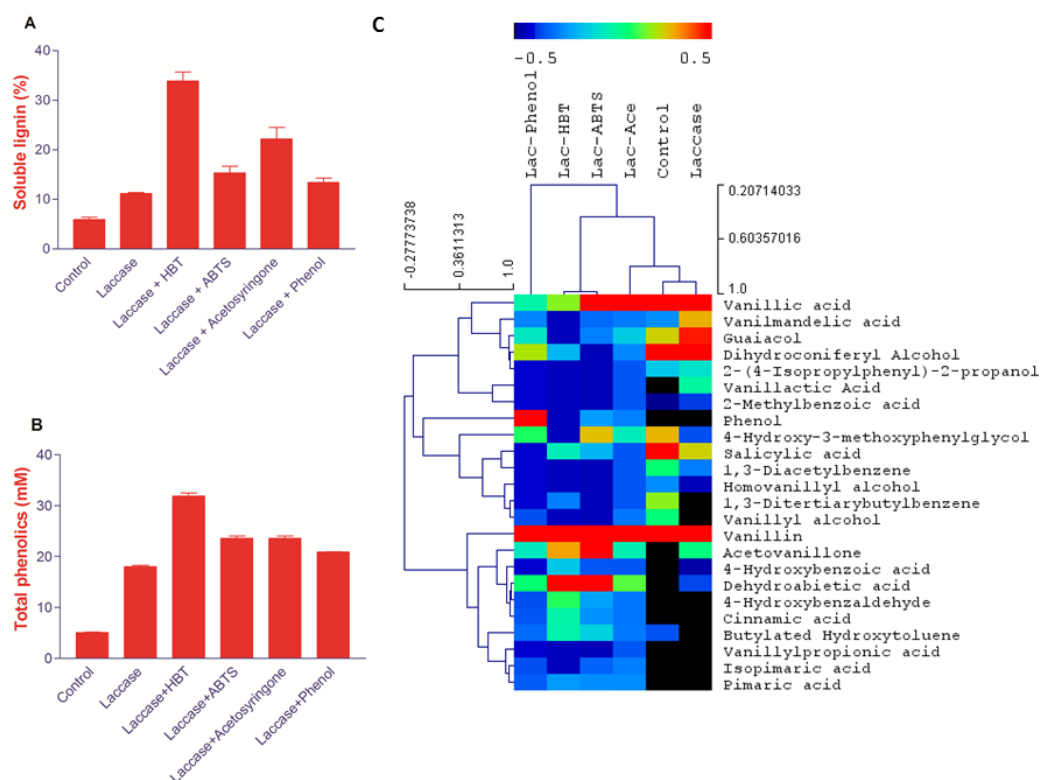 A
Soluble lignin (%)
40
30
20
10
0
Control
Laccase
Laccase + HBT
Laccase + ABTS
Laccase + Acetosyringone
Laccase + Phenol
B
Total phenolics (mM)
40
30
20
10
0
Control
Laccase
Laccase+HBT
Laccase+ABTS
Laccase+Acetosyringone
Laccase+Phenol
C
-0.5 0.5
Lac-Phenol
Lac-HBT
Lac-ABTS
Lac-Ace
Control
Laccase
0.20714033
0.60357016
1.0
-0.27773738
0.3611313
1.0
Vanillic acid
Vanilmandelic acid
Guaiacol
Dihydroconiferyl Alcohol
2-(4-Isopropylphenyl)-2-propanol
Vanillactic Acid
2-Methylbenzoic acid
Phenol
4-Hydroxy-3-methoxyphenylglycol
Salicylic acid
1,3-Diacetylbenzene
Homovanillyl alcohol
1,3-Ditertiarybutylbenzene
Vanillyl alcohol
Vanillin
Acetovanillone
4-Hydroxybenzoic acid
Dehydroabietic acid
4-Hydroxybenzaldehyde
Cinnamic acid
Butylated Hydroxytoluene
Vanillylpropionic acid
Isopimaric acid
Pimaric acid